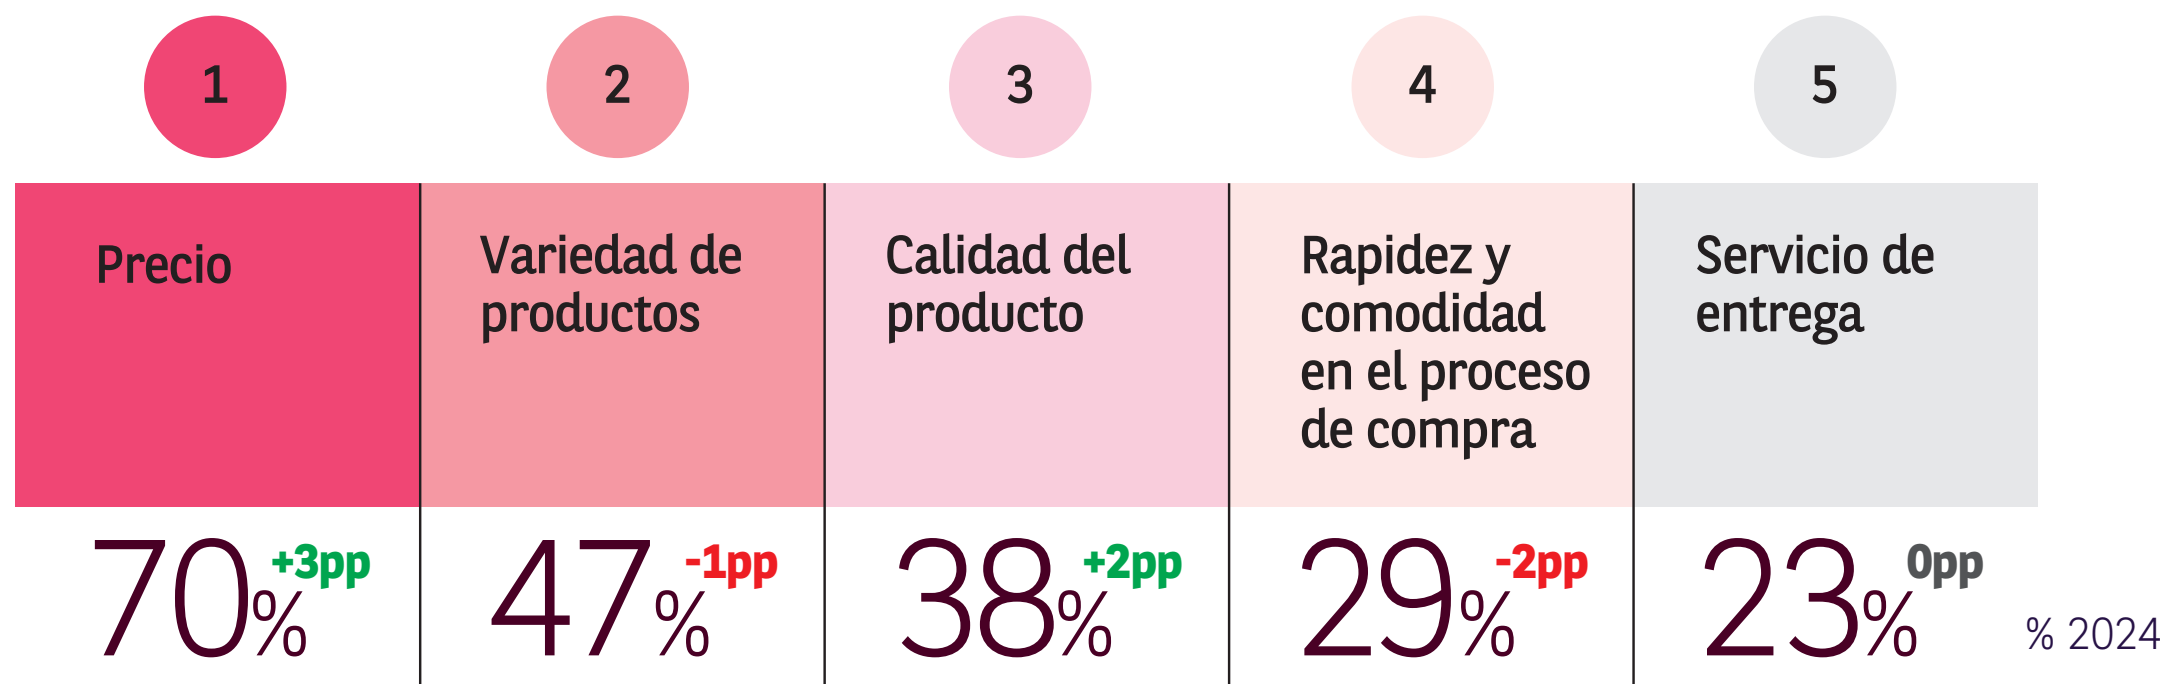 1
2
3
4
5
Precio
Variedad de
productos
Calidad del
producto
Rapidez y
comodidad
en el proceso
de compra
Servicio de
entrega
70% +3pp
47% -1pp
38% +2pp
29% -2pp
23% 0pp
% 2024